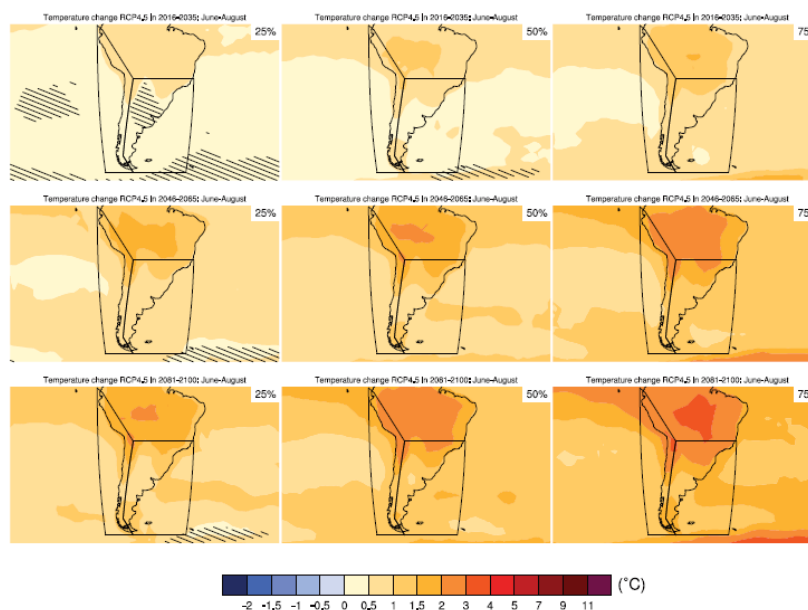 Temperature change RCP4.5 in 2016-2035: June-August
25%
Temperature change RCP4.5 in 2016-2035: June-August
50%
Temperature change RCP4.5 in 2016-2035: June-August
75
Temperature change RCP4.5 in 2046-2065: June-August
25%
Temperature change RCP4.5 in 2046-2065: June-August
50%
Temperature change RCP4.5 in 2046-2065: June-August
75
Temperature change RCP4.5 in 2081-2100: June-August
25%
Temperature change RCP4.5 in 2081-2100: June-August
50%
Temperature change RCP4.5 in 2081-2100: June-August
75
(°C)
-2 -1.5 -1 -0.5 0 0.5 1 1.5 2 3 4 5 7 9 11